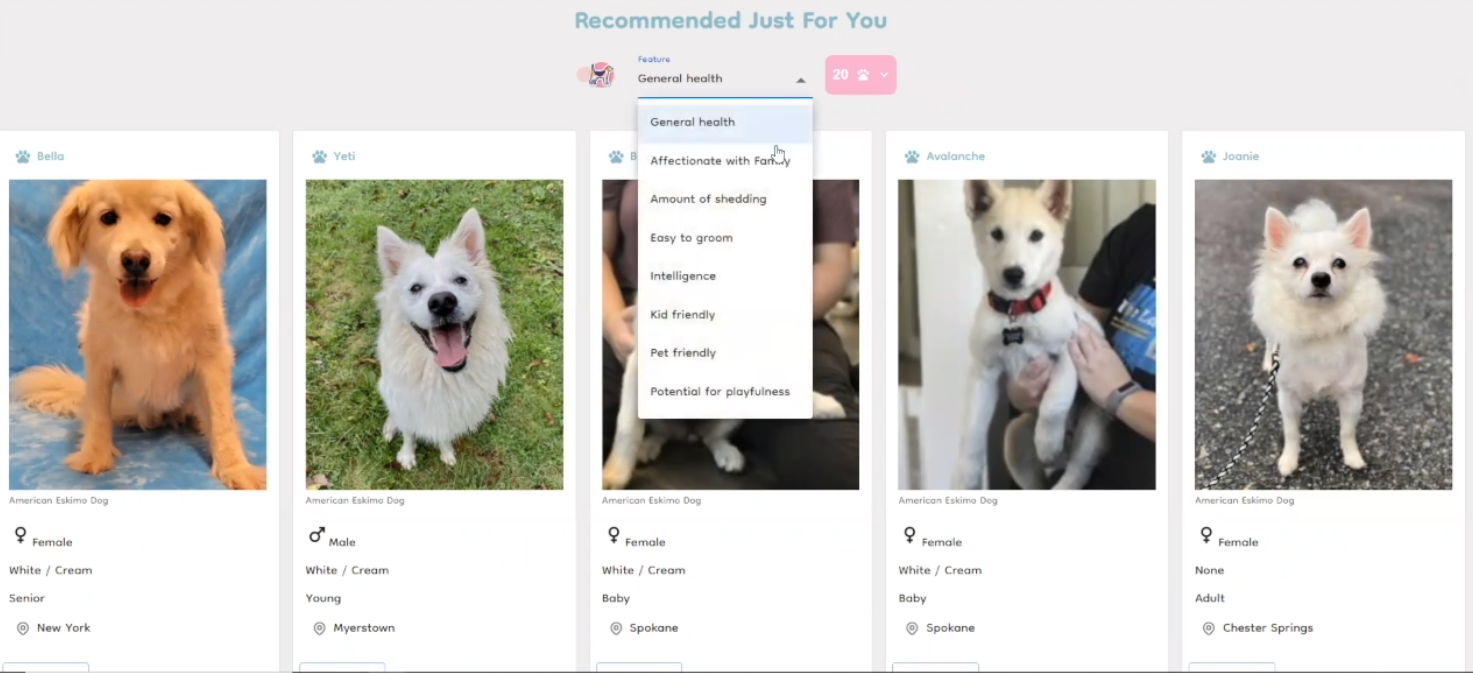 Recommended Just For You
Feature
General health
20
General health
Affectionate with Family
Amount of shedding
Easy to groom
Intelligence
Kid friendly
Pet friendly
Potential for playfulness
Bella
American Eskimo Dog
Female
White / Cream
Senior
New York
Yeti
American Eskimo Dog
Male
White / Cream
Young
Myerstown
B
American Eskimo Dog
Female
White / Cream
Baby
Spokane
Avalanche
American Eskimo Dog
Female
White / Cream
Baby
Spokane
Joanie
American Eskimo Dog
Female
None
Adult
Chester Springs